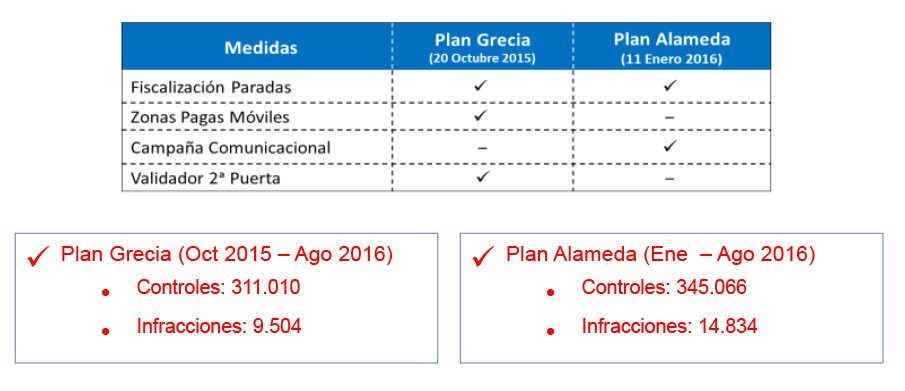 Medidas Plan Grecia (20 Octubre 2015) Plan Alameda (11 Enero 2016)
Fiscalización Paradas ✓ ✓
Zonas Pagas Móviles ✓ –
Campaña Comunicacional – ✓
Validador 2ª Puerta ✓ –
✓ Plan Grecia (Oct 2015 – Ago 2016)
• Controles: 311.010
• Infracciones: 9.504
✓ Plan Alameda (Ene – Ago 2016)
• Controles: 345.066
• Infracciones: 14.834